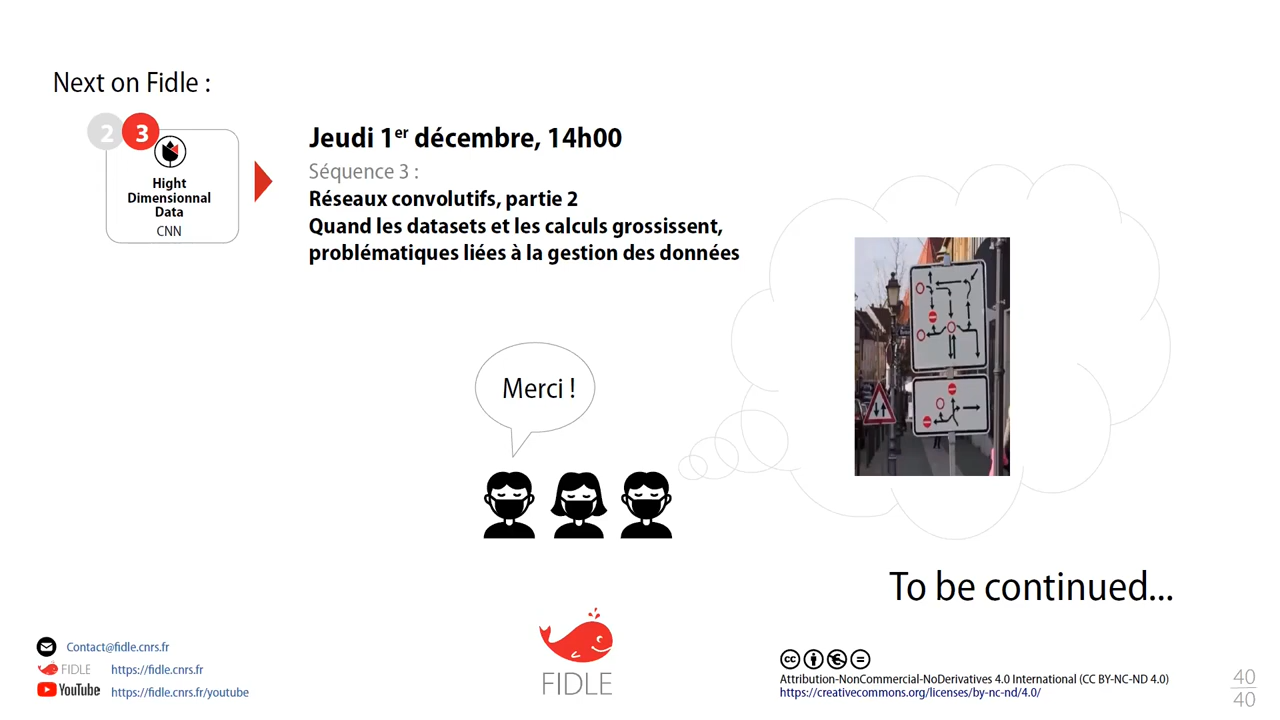 Next on Fidle :
2 3
Hight
Dimensionnal
Data
CNN
Jeudi 1er décembre, 14h00
Séquence 3 :
Réseaux convolutifs, partie 2
Quand les datasets et les calculs grossissent,
problématiques liées à la gestion des données
Merci !
To be continued...
Contact@fidle.cnrs.fr
FIDLE https://fidle.cnrs.fr
YouTube https://fidle.cnrs.fr/youtube
FIDLE
cc
Attribution-NonCommercial-NoDerivatives 4.0 International (CC BY-NC-ND 4.0)
https://creativecommons.org/licenses/by-nc-nd/4.0/
40
40